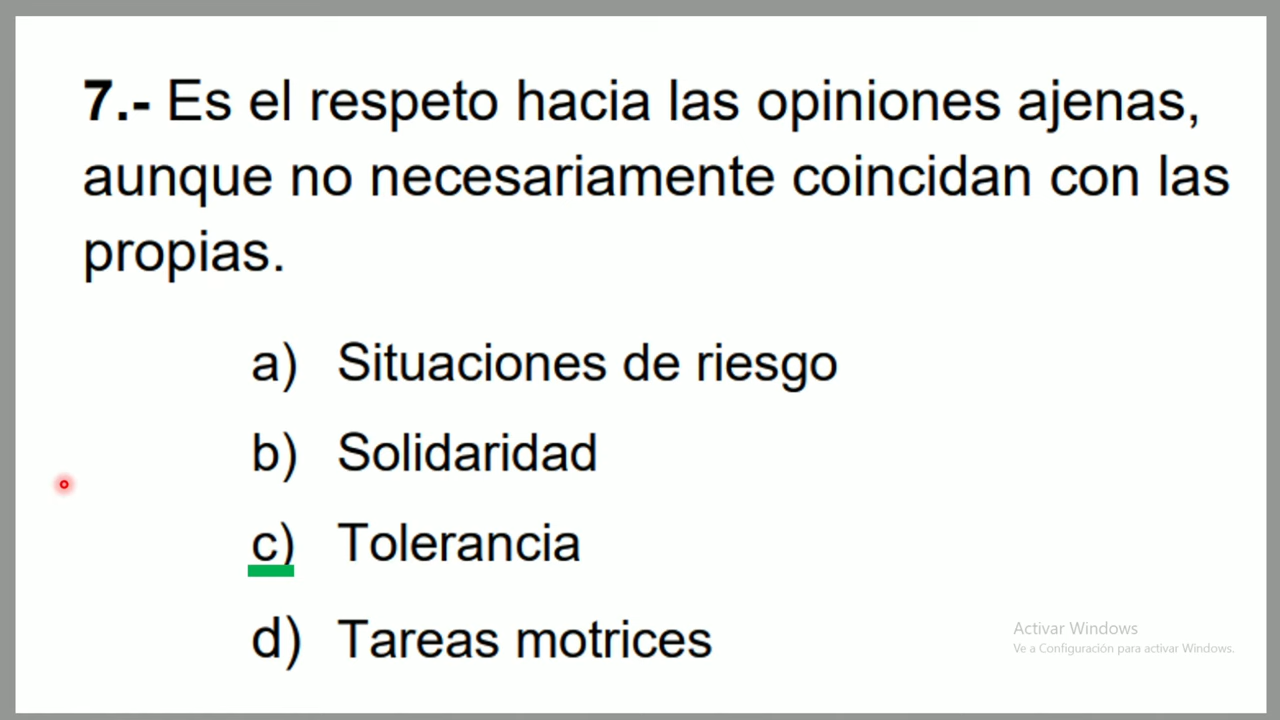 7.- Es el respeto hacia las opiniones ajenas,
aunque no necesariamente coincidan con las
propias.
a) Situaciones de riesgo
b) Solidaridad
c) Tolerancia
d) Tareas motrices
Activar Windows
Ve a Configuración para activar Windows.